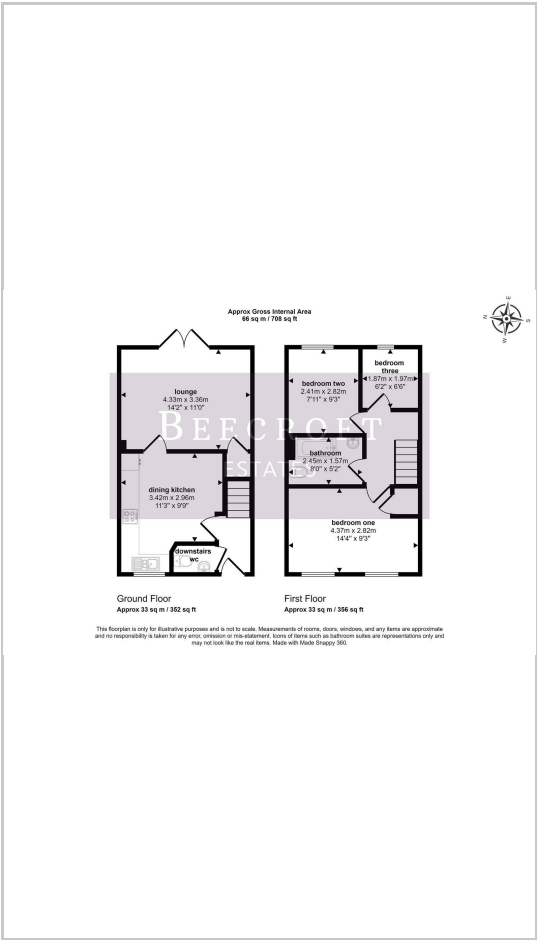 Approx Gross Internal Area
66 sq m / 708 sq ft
E
N
S
W
lounge
4.33m x 3.36m
14'2" x 11'0"
dining kitchen
3.42m x 2.96m
11'3" x 9'9"
downstairs
wc
bedroom two
2.41m x 2.82m
7'11" x 9'3"
bedroom
three
1.87m x 1.97m
6'2" x 6'6"
bathroom
2.45m x 1.57m
8'0" x 5'2"
bedroom one
4.37m x 2.82m
14'4" x 9'3"
BEECROFT
ESTATES
Ground Floor
Approx 33 sq m / 352 sq ft
First Floor
Approx 33 sq m / 356 sq ft
This floorplan is only for illustrative purposes and is not to scale. Measurements of rooms, doors, windows, and any items are approximate
and no responsibility is taken for any error, omission or mis-statement. Icons of items such as bathroom suites are representations only and
may not look like the real items. Made with Made Snappy 360.